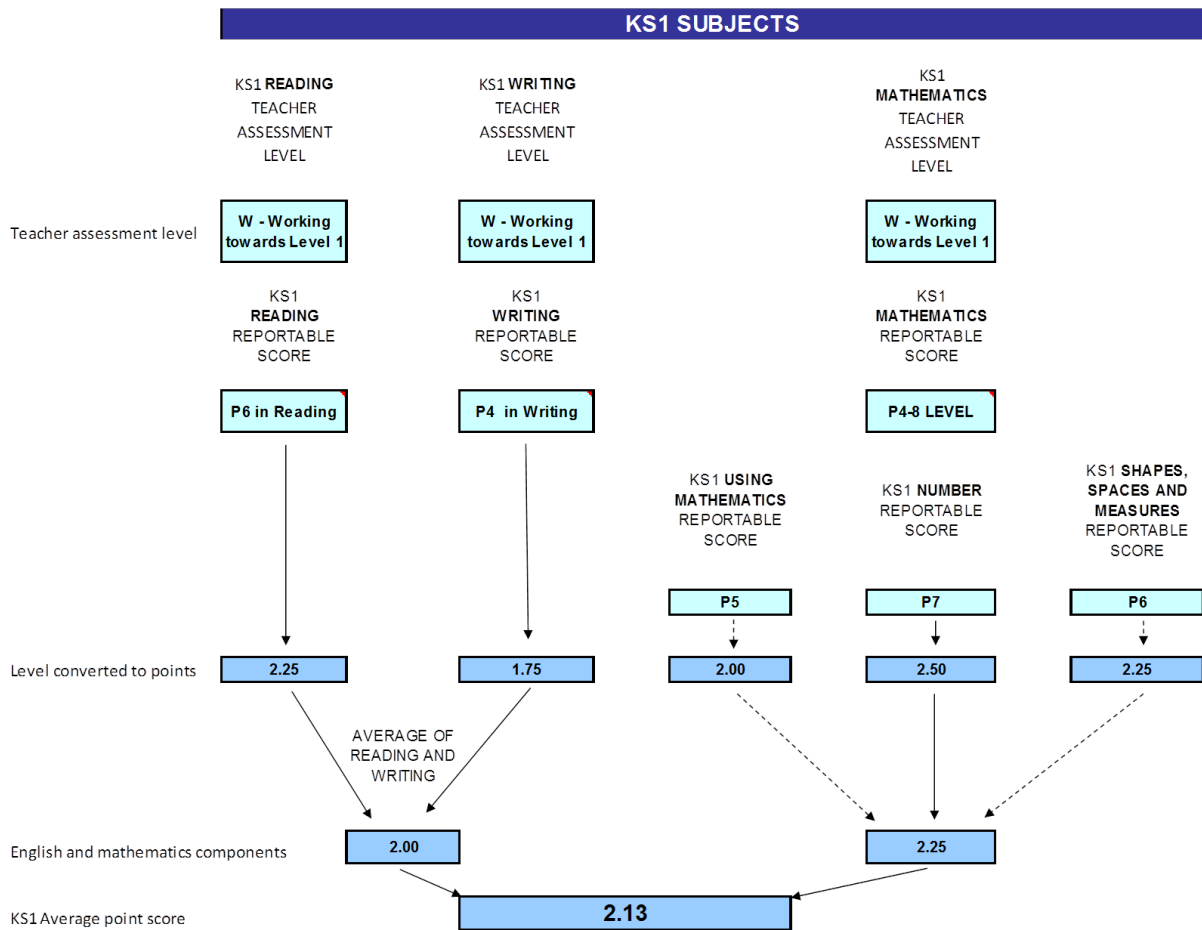 KS1 SUBJECTS
KS1 READING
TEACHER
ASSESSMENT
LEVEL
KS1 WRITING
TEACHER
ASSESSMENT
LEVEL
KS1
MATHEMATICS
TEACHER
ASSESSMENT
LEVEL
Teacher assessment level
W - Working
towards Level 1
W - Working
towards Level 1
W - Working
towards Level 1
KS1
READING
REPORTABLE
SCORE
KS1
WRITING
REPORTABLE
SCORE
KS1
MATHEMATICS
REPORTABLE
SCORE
P6 in Reading
P4 in Writing
P4-8 LEVEL
KS1 USING
MATHEMATICS
REPORTABLE
SCORE
KS1 NUMBER
REPORTABLE
SCORE
KS1 SHAPES,
SPACES AND
MEASURES
REPORTABLE
SCORE
P5
P7
P6
Level converted to points
2.25
1.75
2.00
2.50
2.25
AVERAGE OF
READING AND
WRITING
English and mathematics components
2.00
2.25
KS1 Average point score
2.13